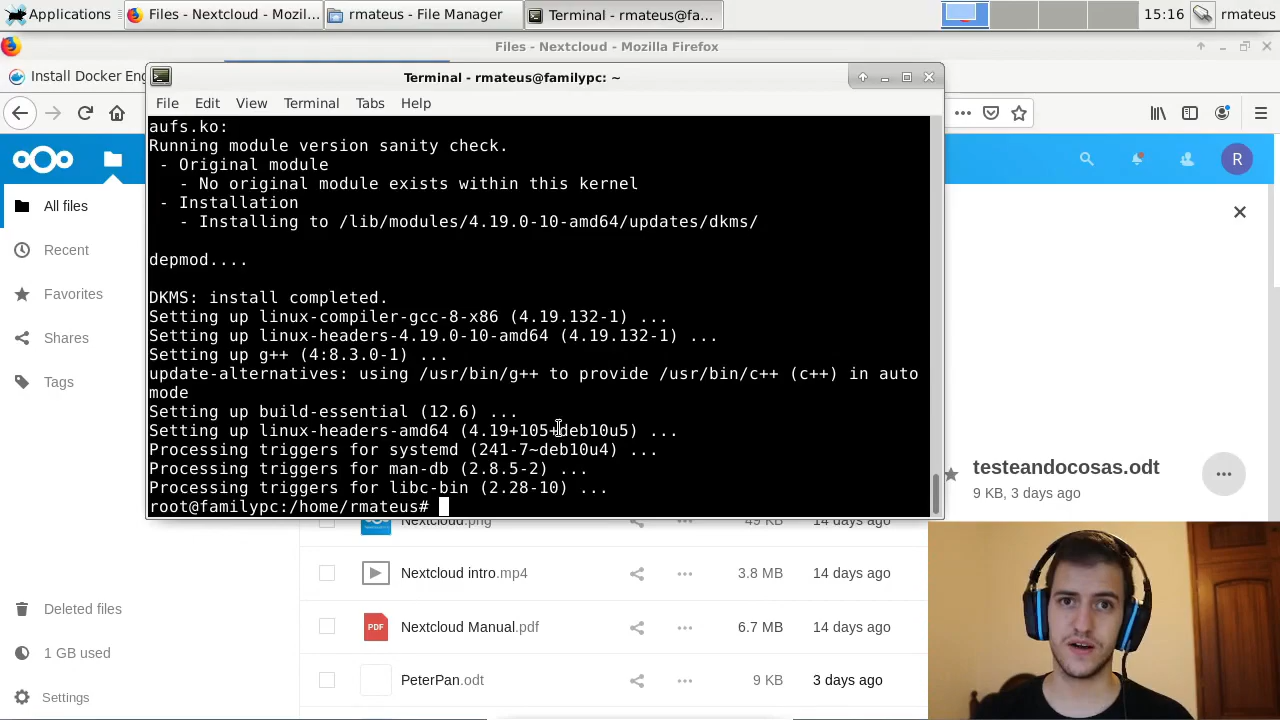 Applications
Files - Nextcloud - Mozil...
rmateus - File Manager
Terminal - rmateus@fa...
15:16
rmateus
Files - Nextcloud - Mozilla Firefox
Install Docker Eng
Terminal - rmateus@familypc: ~
File Edit View Terminal Tabs Help
aufs.ko:
Running module version sanity check.
- Original module
- No original module exists within this kernel
- Installation
- Installing to /lib/modules/4.19.0-10-amd64/updates/dkms/
depmod....
DKMS: install completed.
Setting up linux-compiler-gcc-8-x86 (4.19.132-1) ...
Setting up linux-headers-4.19.0-10-amd64 (4.19.132-1) ...
Setting up g++ (4:8.3.0-1) ...
update-alternatives: using /usr/bin/g++ to provide /usr/bin/c++ (c++) in auto
mode
Setting up build-essential (12.6) ...
Setting up linux-headers-amd64 (4.19+105+deb10u5) ...
Processing triggers for systemd (241-7~deb10u4) ...
Processing triggers for man-db (2.8.5-2) ...
Processing triggers for libc-bin (2.28-10) ...
root@familypc:/home/rmateus#
R
All files
Recent
Favorites
Shares
Tags
Deleted files
1 GB used
Settings
testeandocosas.odt
9 KB, 3 days ago
Nextcloud.png 49 KB 14 days ago
Nextcloud intro.mp4 3.8 MB 14 days ago
PDF Nextcloud Manual.pdf 6.7 MB 14 days ago
PeterPan.odt 9 KB 3 days ago